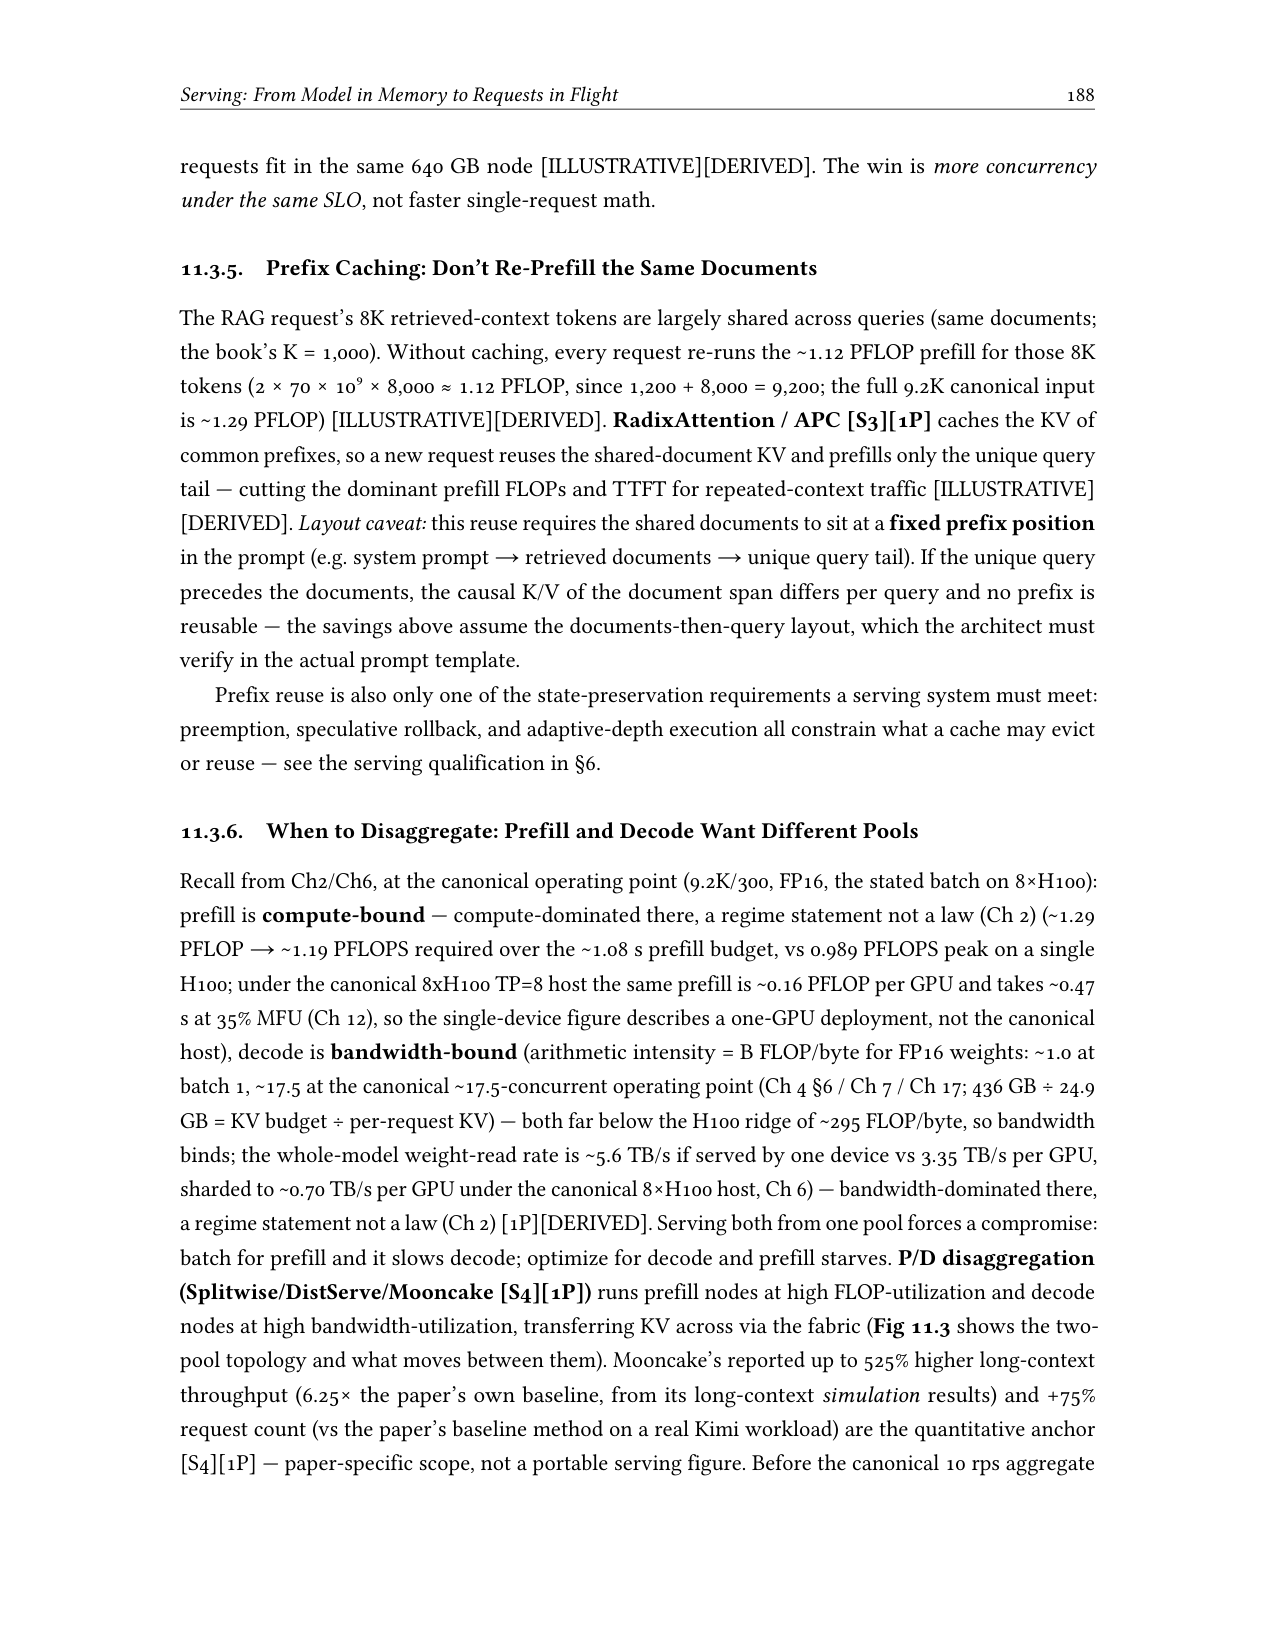 Serving: From Model in Memory to Requests in Flight 188
requests fit in the same 640 GB node [ILLUSTRATIVE][DERIVED]. The win is more concurrency
under the same SLO, not faster single-request math.
11.3.5. Prefix Caching: Don’t Re-Prefill the Same Documents
The RAG request’s 8K retrieved-context tokens are largely shared across queries (same documents;
the book’s K = 1,000). Without caching, every request re-runs the ~1.12 PFLOP prefill for those 8K
tokens (2 × 70 × 10⁹ × 8,000 ≈ 1.12 PFLOP, since 1,200 + 8,000 = 9,200; the full 9.2K canonical input
is ~1.29 PFLOP) [ILLUSTRATIVE][DERIVED]. RadixAttention / APC [S3][1P] caches the KV of
common prefixes, so a new request reuses the shared-document KV and prefills only the unique query
tail — cutting the dominant prefill FLOPs and TTFT for repeated-context traffic [ILLUSTRATIVE]
[DERIVED]. Layout caveat: this reuse requires the shared documents to sit at a fixed prefix position
in the prompt (e.g. system prompt → retrieved documents → unique query tail). If the unique query
precedes the documents, the causal K/V of the document span differs per query and no prefix is
reusable — the savings above assume the documents-then-query layout, which the architect must
verify in the actual prompt template.
Prefix reuse is also only one of the state-preservation requirements a serving system must meet:
preemption, speculative rollback, and adaptive-depth execution all constrain what a cache may evict
or reuse — see the serving qualification in §6.
11.3.6. When to Disaggregate: Prefill and Decode Want Different Pools
Recall from Ch2/Ch6, at the canonical operating point (9.2K/300, FP16, the stated batch on 8×H100):
prefill is compute-bound — compute-dominated there, a regime statement not a law (Ch 2) (~1.29
PFLOP → ~1.19 PFLOPS required over the ~1.08 s prefill budget, vs 0.989 PFLOPS peak on a single
H100; under the canonical 8xH100 TP=8 host the same prefill is ~0.16 PFLOP per GPU and takes ~0.47
s at 35% MFU (Ch 12), so the single-device figure describes a one-GPU deployment, not the canonical
host), decode is bandwidth-bound (arithmetic intensity = B FLOP/byte for FP16 weights: ~1.0 at
batch 1, ~17.5 at the canonical ~17.5-concurrent operating point (Ch 4 §6 / Ch 7 / Ch 17; 436 GB ÷ 24.9
GB = KV budget ÷ per-request KV) — both far below the H100 ridge of ~295 FLOP/byte, so bandwidth
binds; the whole-model weight-read rate is ~5.6 TB/s if served by one device vs 3.35 TB/s per GPU,
sharded to ~0.70 TB/s per GPU under the canonical 8×H100 host, Ch 6) — bandwidth-dominated there,
a regime statement not a law (Ch 2) [1P][DERIVED]. Serving both from one pool forces a compromise:
batch for prefill and it slows decode; optimize for decode and prefill starves. P/D disaggregation
(Splitwise/DistServe/Mooncake [S4][1P]) runs prefill nodes at high FLOP-utilization and decode
nodes at high bandwidth-utilization, transferring KV across via the fabric (Fig 11.3 shows the two-
pool topology and what moves between them). Mooncake’s reported up to 525% higher long-context
throughput (6.25× the paper’s own baseline, from its long-context simulation results) and +75%
request count (vs the paper’s baseline method on a real Kimi workload) are the quantitative anchor
[S4][1P] — paper-specific scope, not a portable serving figure. Before the canonical 10 rps aggregate